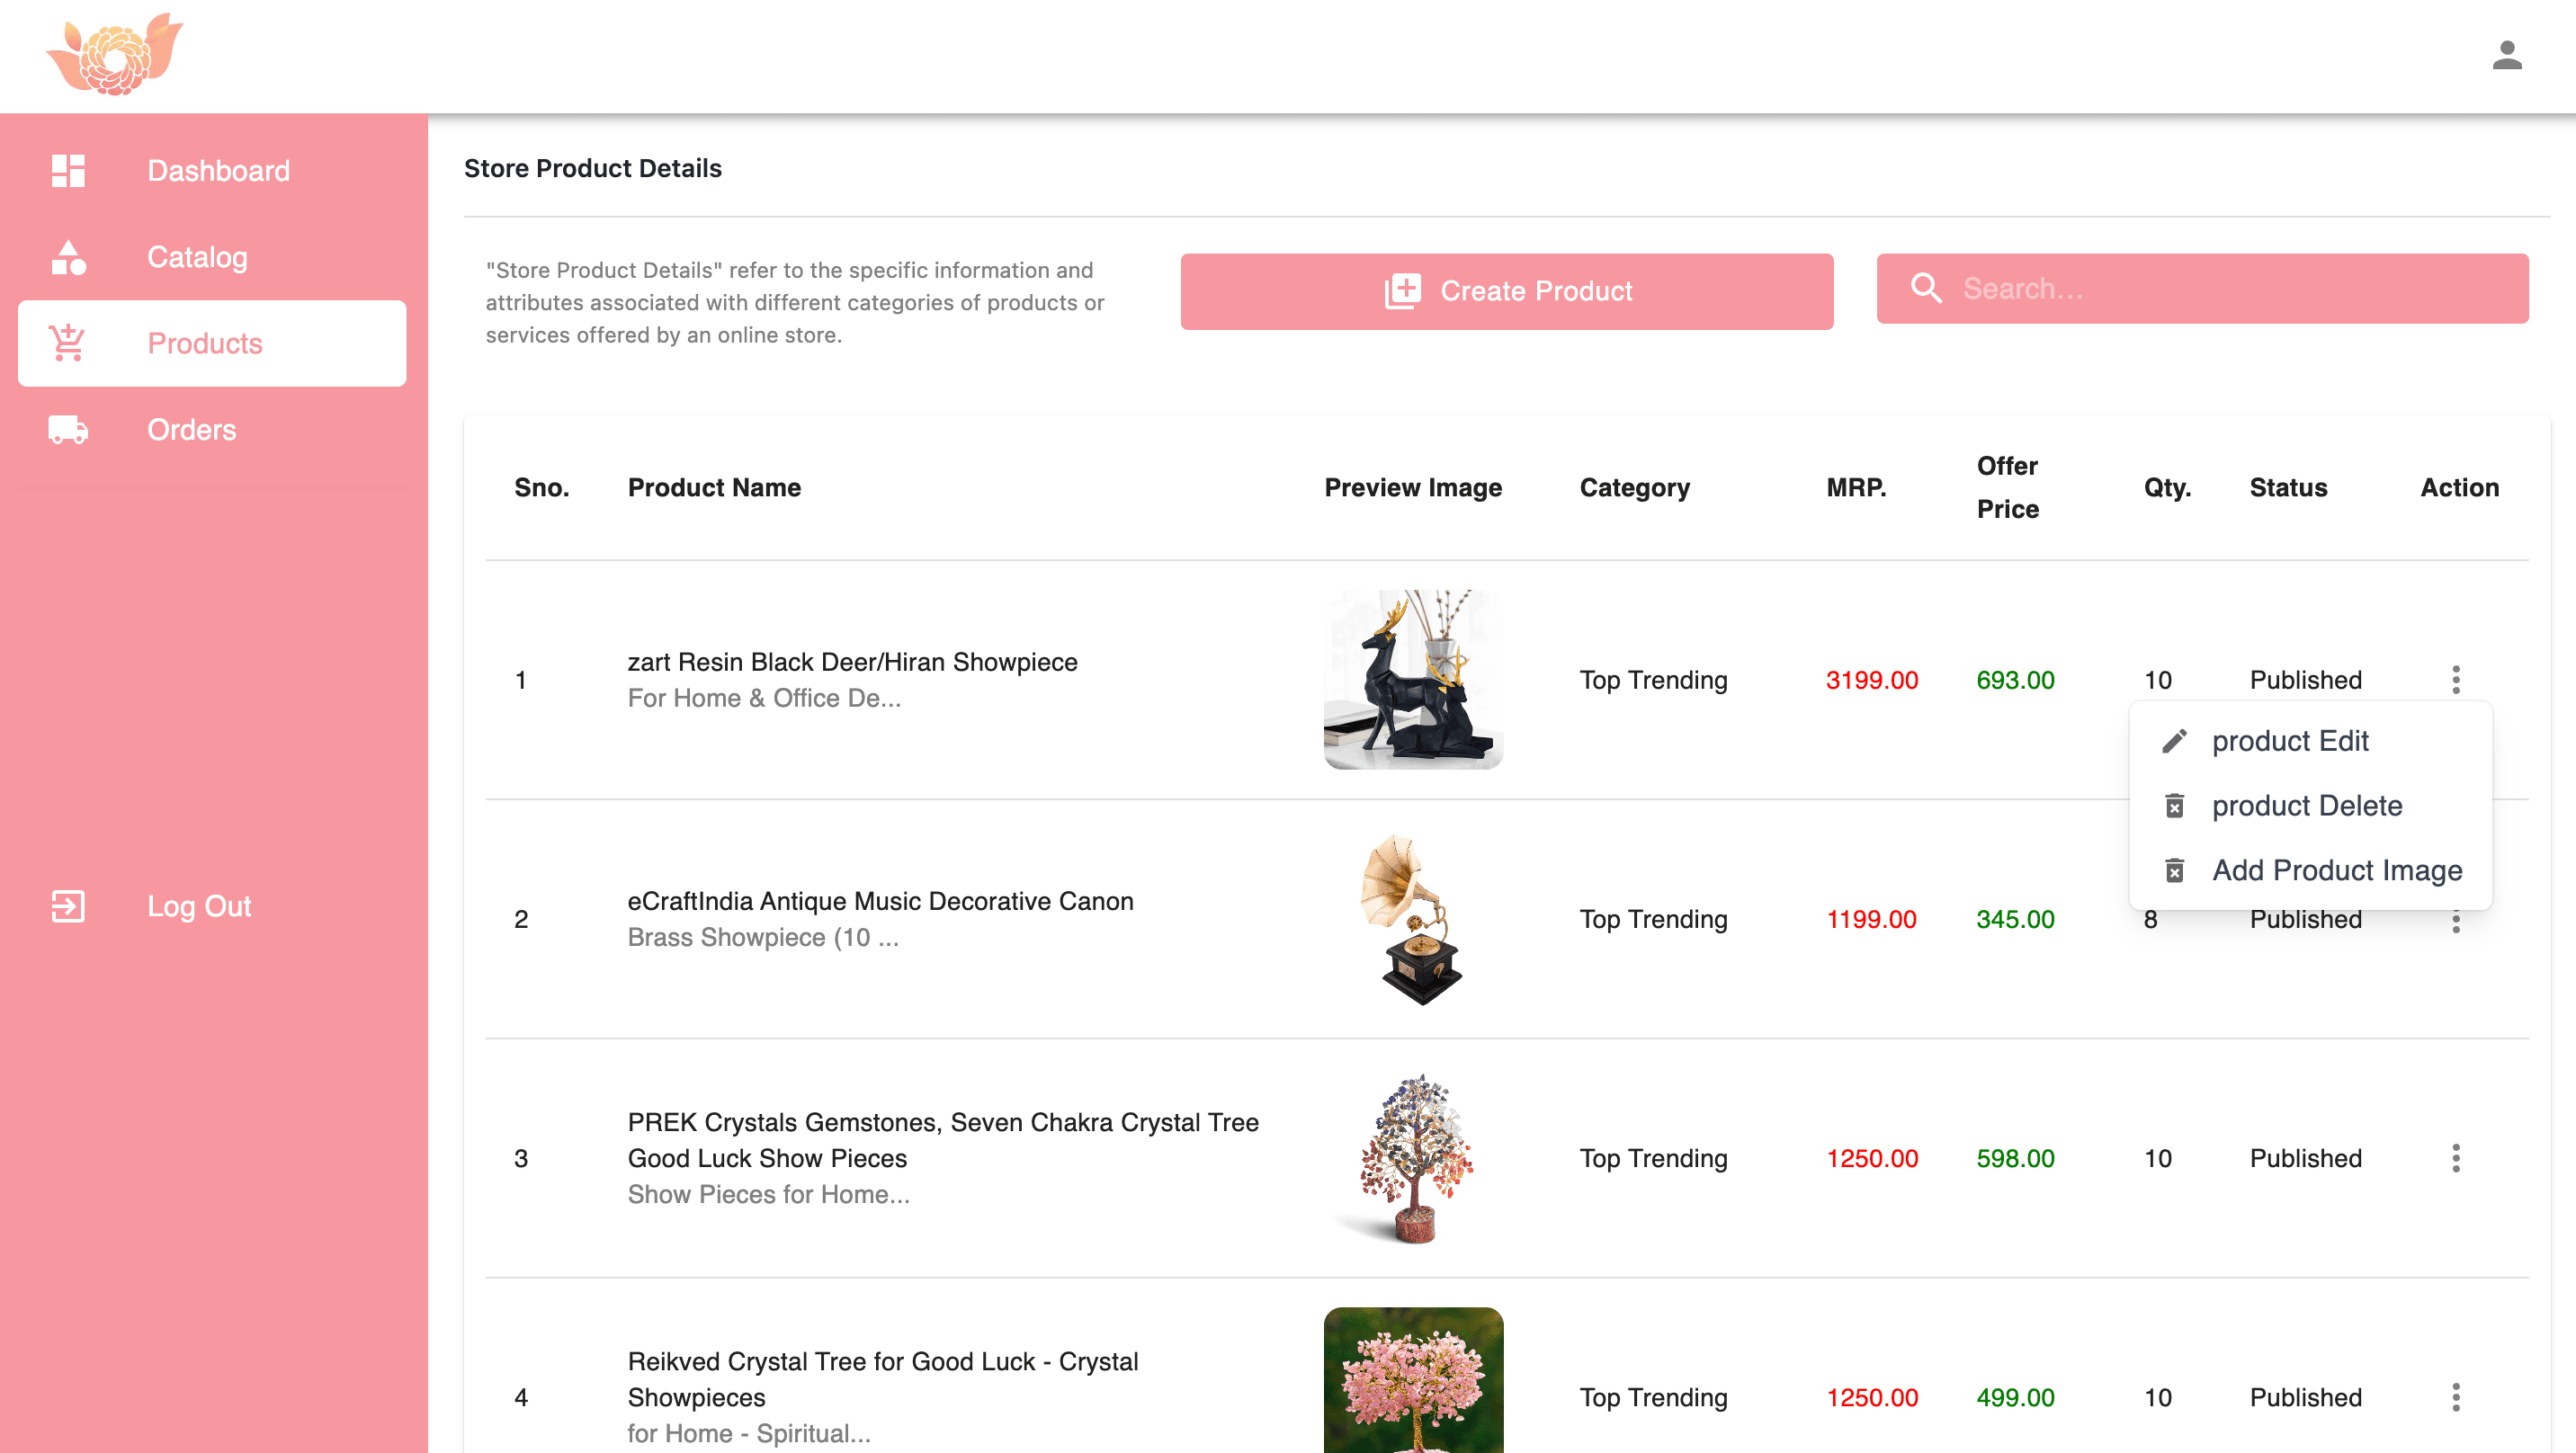 Dashboard
Catalog
Products
Orders
Log Out
Store Product Details
"Store Product Details" refer to the specific information and
attributes associated with different categories of products or
services offered by an online store.
Create Product
Search...
Sno. Product Name Preview Image Category MRP. Offer Price Qty. Status Action
1 zart Resin Black Deer/Hiran Showpiece Top Trending 3199.00 693.00 10 Published
For Home & Office De...
product Edit
product Delete
Add Product Image
2 eCraftIndia Antique Music Decorative Canon Top Trending 1199.00 345.00 8 Published
Brass Showpiece (10 ...
PREK Crystals Gemstones, Seven Chakra Crystal Tree
3 Good Luck Show Pieces Top Trending 1250.00 598.00 10 Published
Show Pieces for Home...
Reikved Crystal Tree for Good Luck - Crystal
4 Showpieces Top Trending 1250.00 499.00 10 Published
for Home - Spiritual...